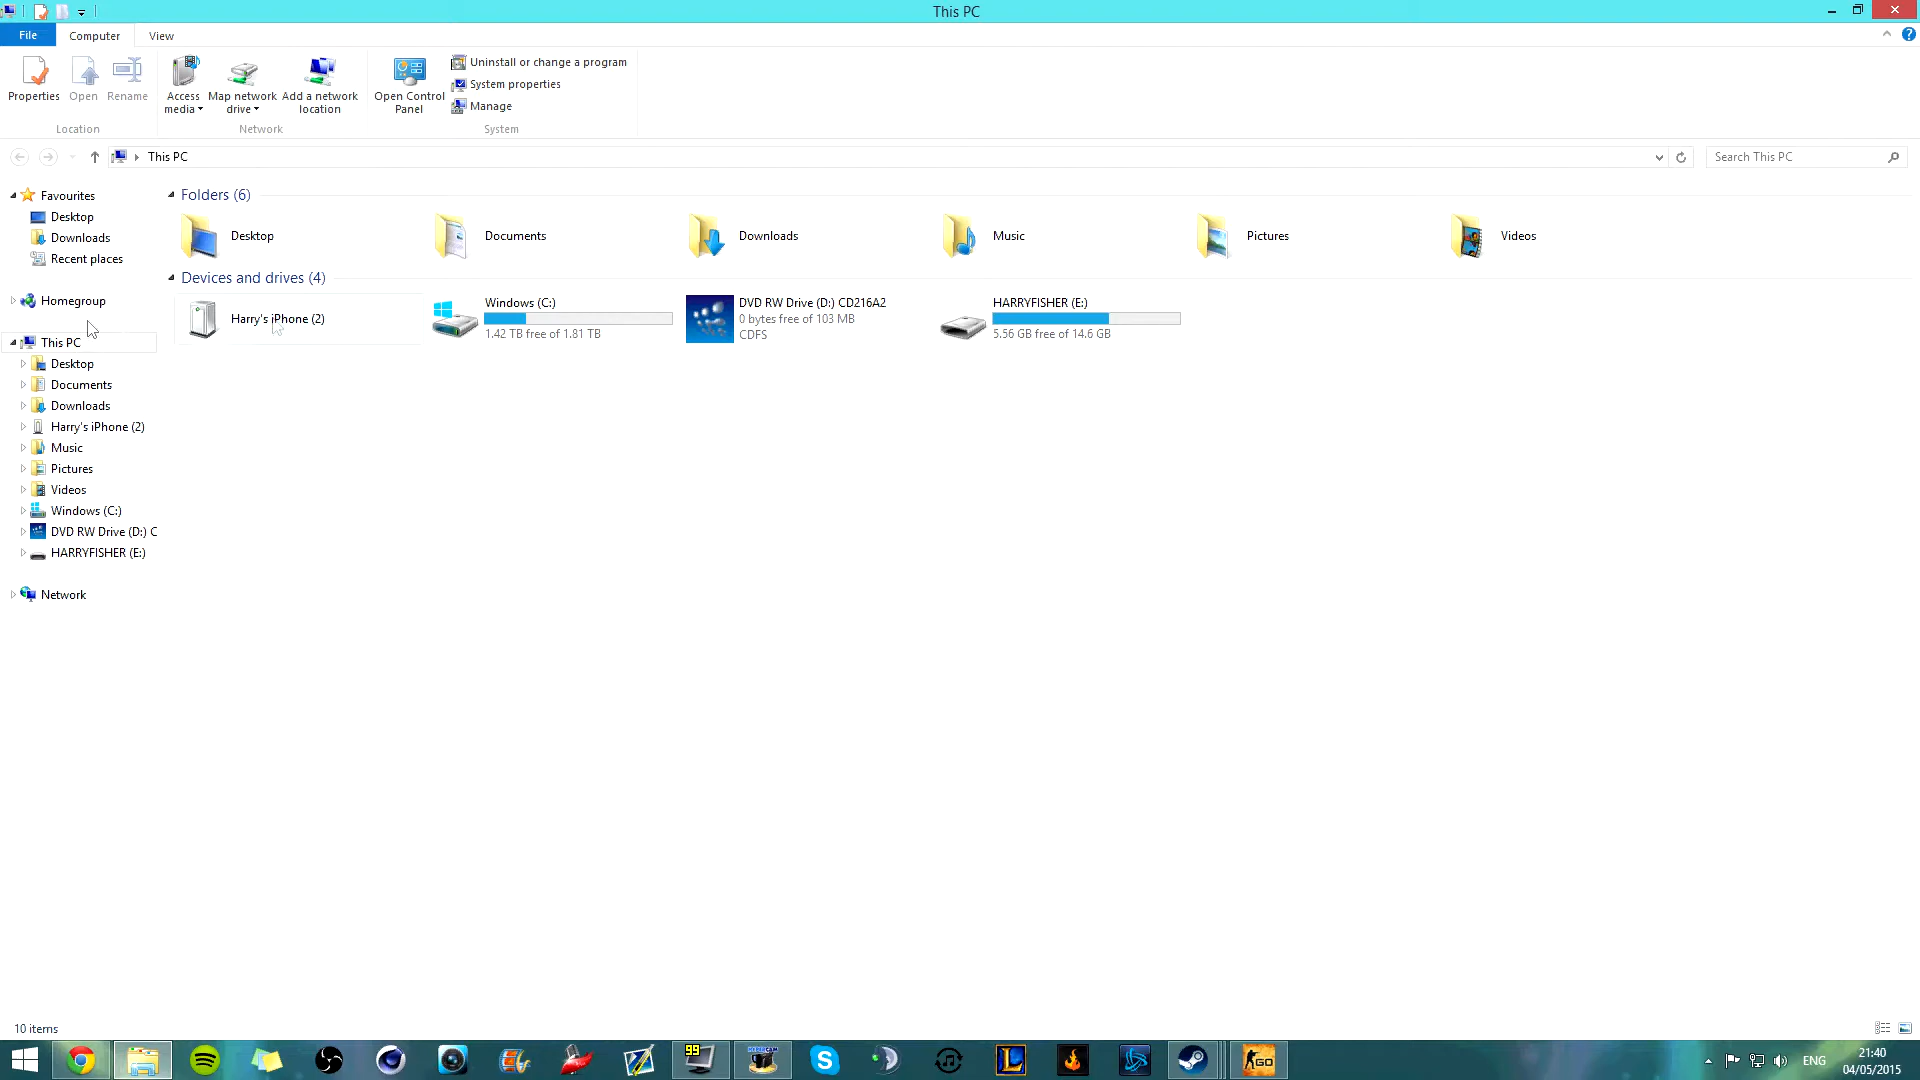 This PC
File
Computer
View
Properties
Open
Rename
Access media
Map network drive
Add a network location
Open Control Panel
Uninstall or change a program
System properties
Manage
Location
Network
System
This PC
Search This PC
Favourites
Desktop
Downloads
Recent places
Homegroup
This PC
Desktop
Documents
Downloads
Harry's iPhone (2)
Music
Pictures
Videos
Windows (C:)
DVD RW Drive (D:) C
HARRYFISHER (E:)
Network
Folders (6)
Desktop
Documents
Downloads
Music
Pictures
Videos
Devices and drives (4)
Harry's iPhone (2)
Windows (C:)
1.42 TB free of 1.81 TB
DVD RW Drive (D:) CD216A2
0 bytes free of 103 MB
CDFS
HARRYFISHER (E:)
5.56 GB free of 14.6 GB
10 items
99
GO
ENG
21:40
04/05/2015